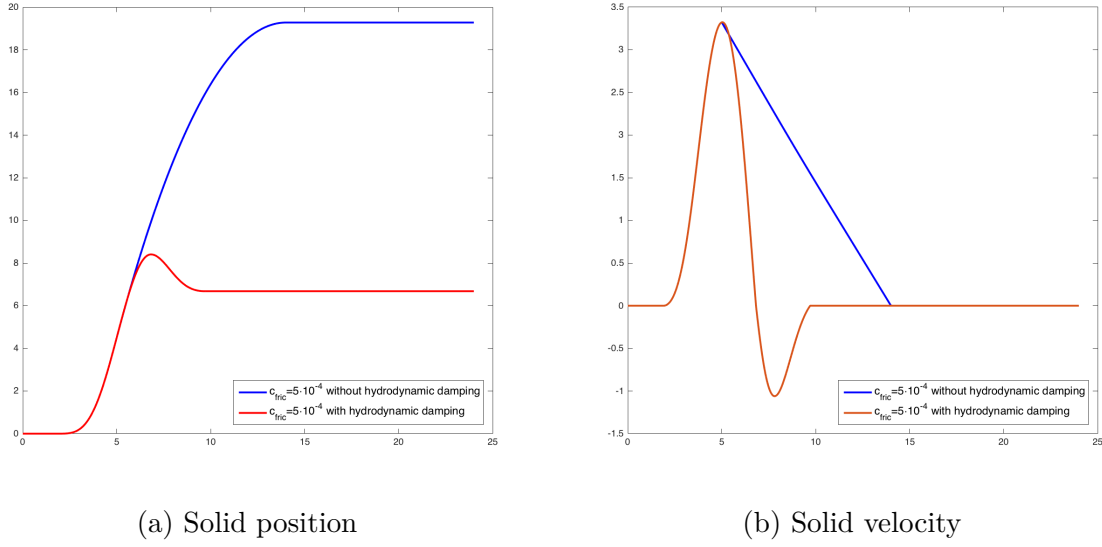 20
18
16
14
12
10
8
6
4
2
0
0 5 10 15 20 25
c_fric=5·10^-4 without hydrodynamic damping
c_fric=5·10^-4 with hydrodynamic damping
(a) Solid position
3.5
3
2.5
2
1.5
1
0.5
0
-0.5
-1
-1.5
0 5 10 15 20 25
c_fric=5·10^-4 without hydrodynamic damping
c_fric=5·10^-4 with hydrodynamic damping
(b) Solid velocity